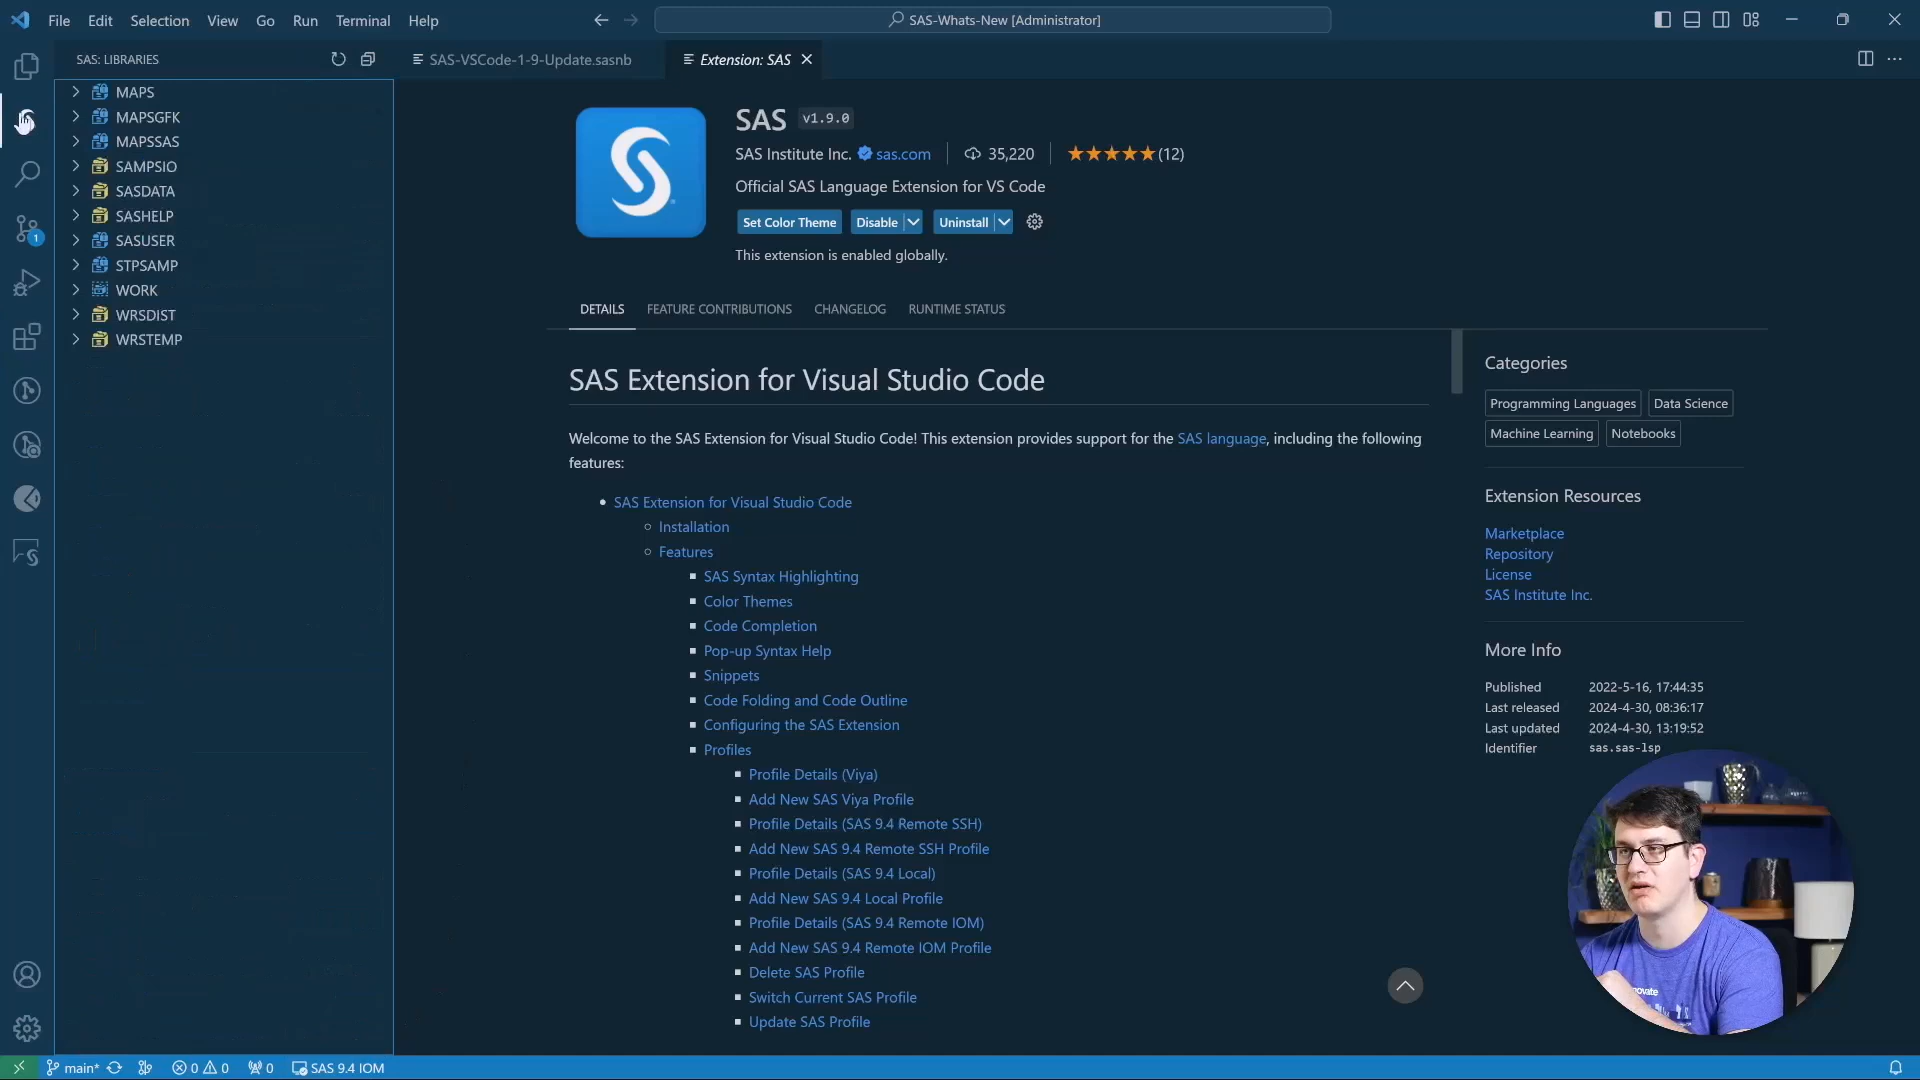 File Edit Selection View Go Run Terminal Help
SAS-Whats-New [Administrator]
SAS: LIBRARIES
SAS-VSCode-1-9-Update.sasnb
Extension: SAS
MAPS
MAPSGFK
MAPSSAS
SAMPSIO
SASDATA
SASHELP
SASUSER
STPSAMP
WORK
WRSDIST
WRSTEMP
1
SAS v1.9.0
SAS Institute Inc. sas.com 35,220 (12)
Official SAS Language Extension for VS Code
Set Color Theme Disable Uninstall
This extension is enabled globally.
DETAILS FEATURE CONTRIBUTIONS CHANGELOG RUNTIME STATUS
SAS Extension for Visual Studio Code
Welcome to the SAS Extension for Visual Studio Code! This extension provides support for the SAS language, including the following
features:
SAS Extension for Visual Studio Code
Installation
Features
SAS Syntax Highlighting
Color Themes
Code Completion
Pop-up Syntax Help
Snippets
Code Folding and Code Outline
Configuring the SAS Extension
Profiles
Profile Details (Viya)
Add New SAS Viya Profile
Profile Details (SAS 9.4 Remote SSH)
Add New SAS 9.4 Remote SSH Profile
Profile Details (SAS 9.4 Local)
Add New SAS 9.4 Local Profile
Profile Details (SAS 9.4 Remote IOM)
Add New SAS 9.4 Remote IOM Profile
Delete SAS Profile
Switch Current SAS Profile
Update SAS Profile
Categories
Programming Languages Data Science
Machine Learning Notebooks
Extension Resources
Marketplace
Repository
License
SAS Institute Inc.
More Info
Published 2022-5-16, 17:44:35
Last released 2024-4-30, 08:36:17
Last updated 2024-4-30, 13:19:52
Identifier sas.sas-lsp
main* 0 0 0 SAS 9.4 IOM